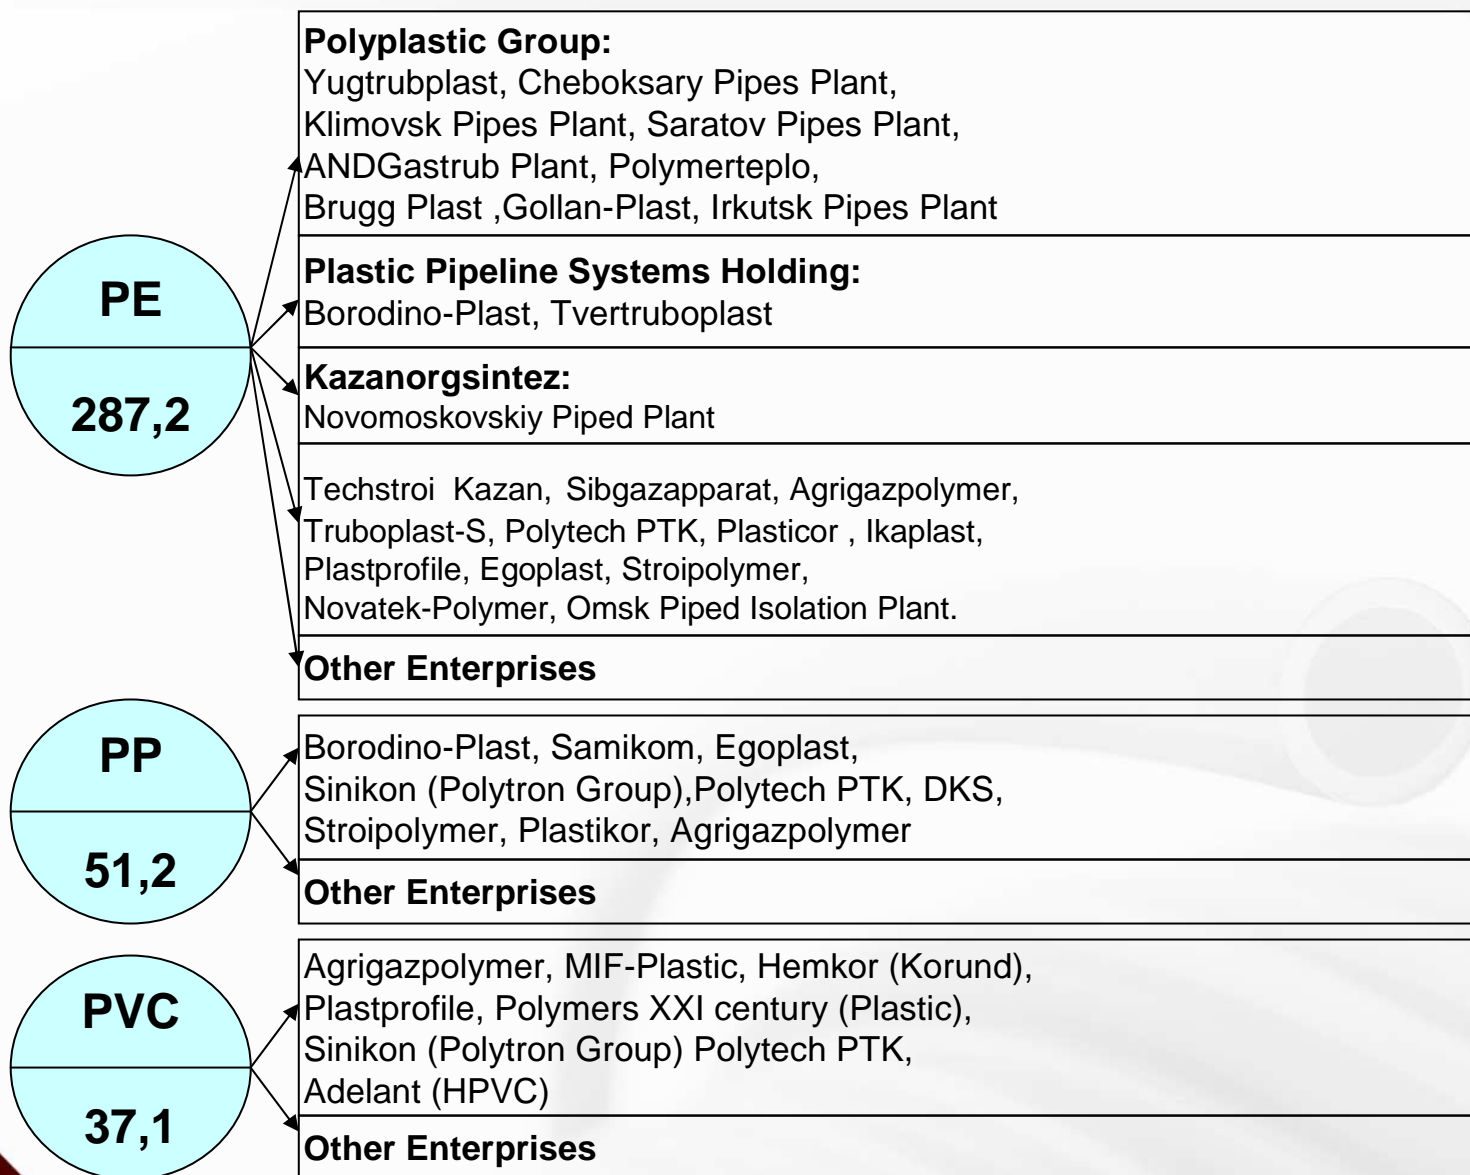 PE
287,2
Polyplastic Group:
Yugtrubplast, Cheboksary Pipes Plant,
Klimovsk Pipes Plant, Saratov Pipes Plant,
ANDGastrub Plant, Polymerteplo,
Brugg Plast ,Gollan-Plast, Irkutsk Pipes Plant
Plastic Pipeline Systems Holding:
Borodino-Plast, Tvertruboplast
Kazanorgsintez:
Novomoskovskiy Piped Plant
Techstroi Kazan, Sibgazapparat, Agrigazpolymer,
Truboplast-S, Polytech PTK, Plasticor , Ikaplast,
Plastprofile, Egoplast, Stroipolymer,
Novatek-Polymer, Omsk Piped Isolation Plant.
Other Enterprises
PP
51,2
Borodino-Plast, Samikom, Egoplast,
Sinikon (Polytron Group),Polytech PTK, DKS,
Stroipolymer, Plastikor, Agrigazpolymer
Other Enterprises
PVC
37,1
Agrigazpolymer, MIF-Plastic, Hemkor (Korund),
Plastprofile, Polymers XXI century (Plastic),
Sinikon (Polytron Group) Polytech PTK,
Adelant (HPVC)
Other Enterprises